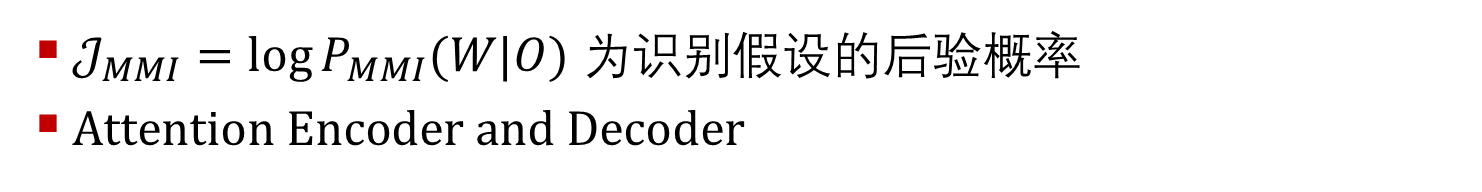 ▪ 𝒥_MMI = log P_MMI(W|O) 为识别假设的后验概率
▪ Attention Encoder and Decoder